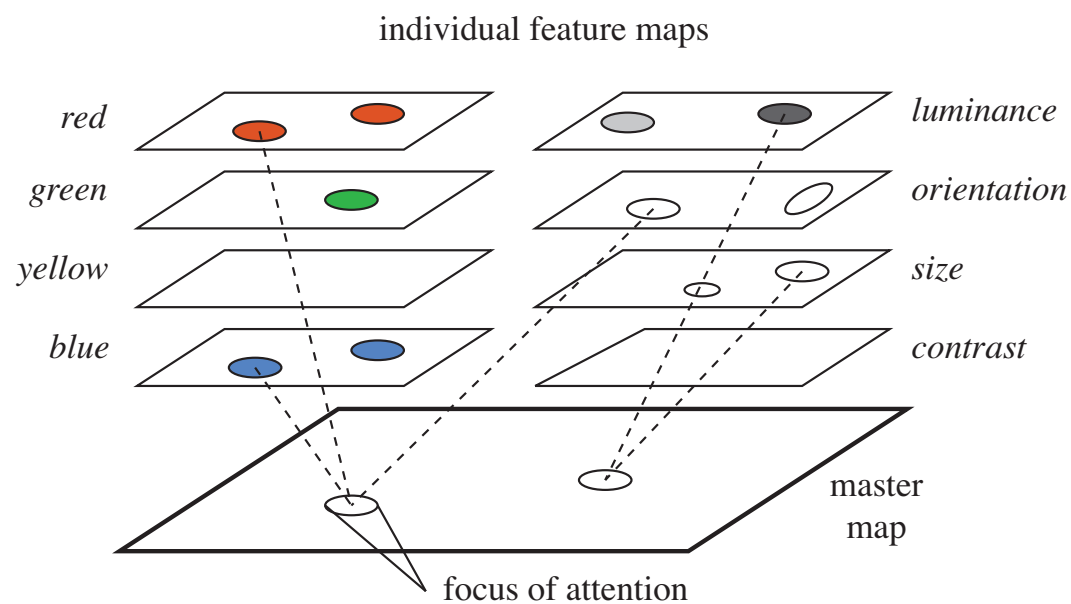 individual feature maps
red
green
yellow
blue
luminance
orientation
size
contrast
master
map
focus of attention